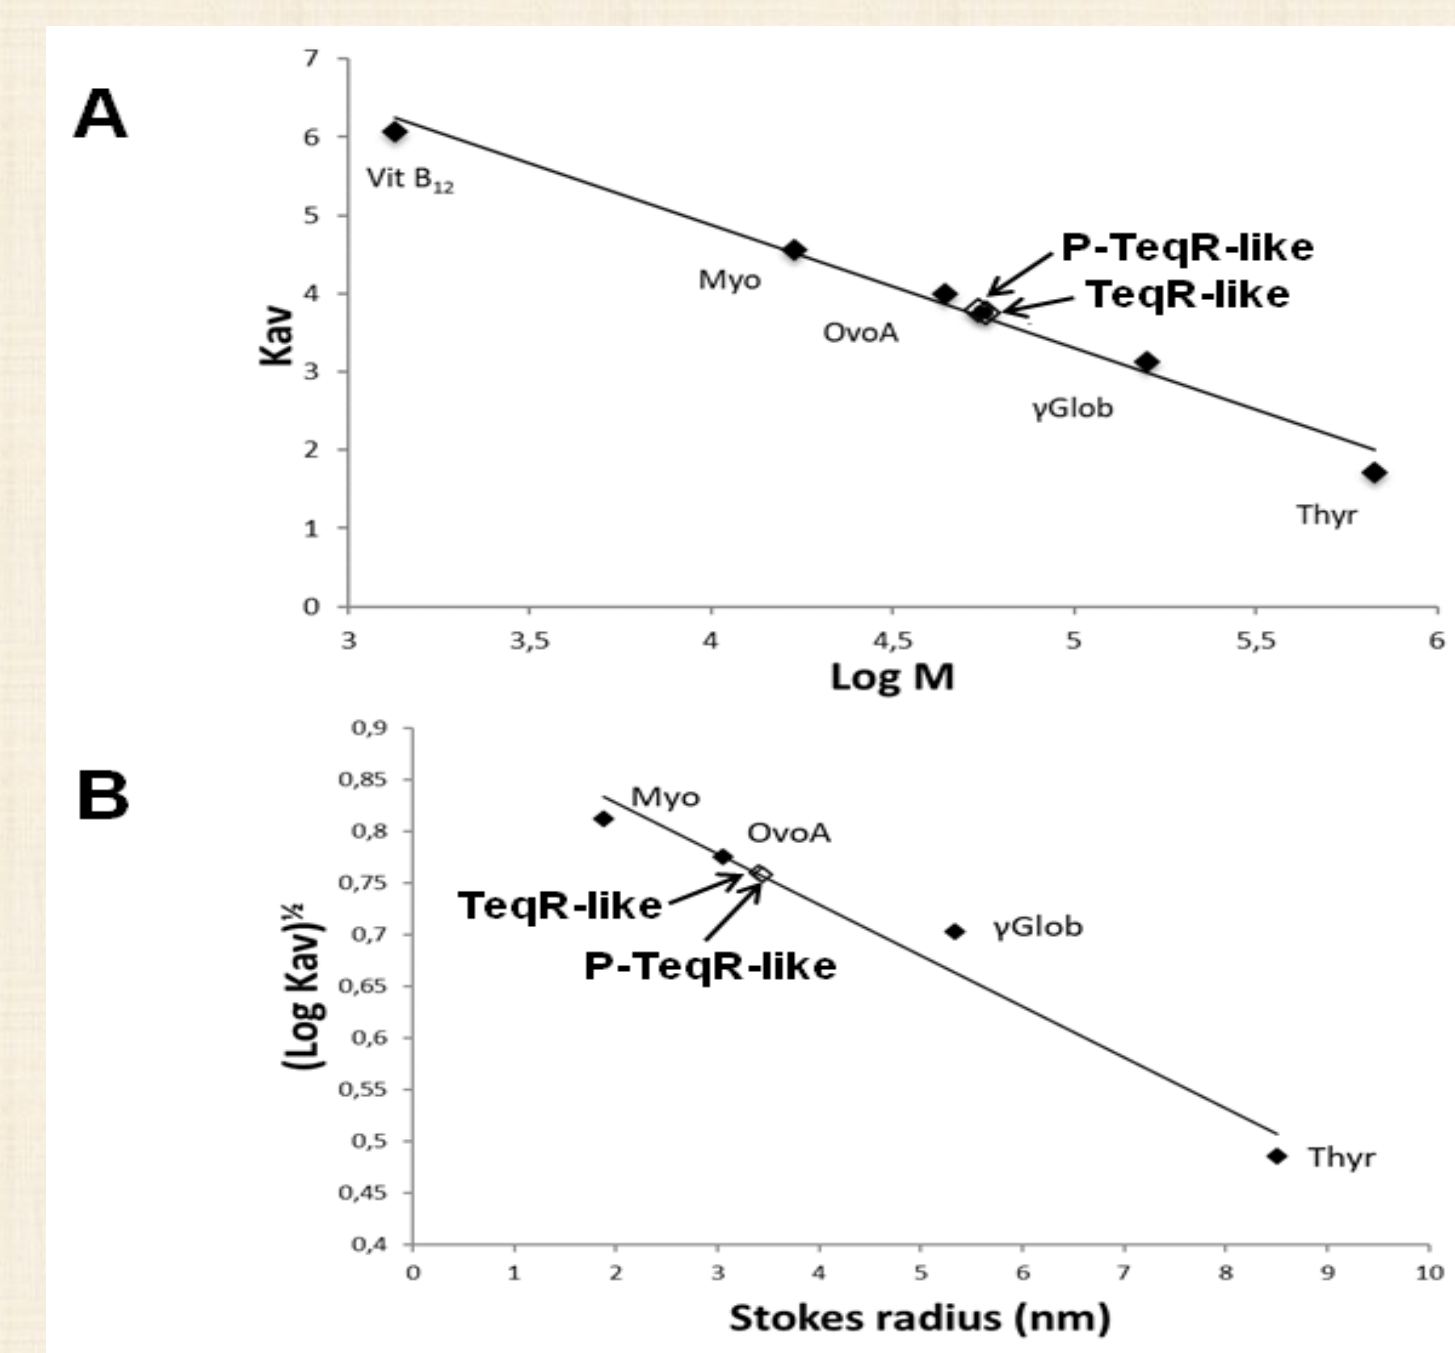 A
7
6
5
4
3
2
1
0
Kav
Vit B₁₂
Myo
OvoA
P-TeqR-like
TeqR-like
γGlob
Thyr
3 3,5 4 4,5 5 5,5 6
Log M
B
0,9
0,85
0,8
0,75
0,7
0,65
0,6
0,55
0,5
0,45
0,4
(Log Kav)^½
Myo
OvoA
TeqR-like
P-TeqR-like
γGlob
Thyr
0 1 2 3 4 5 6 7 8 9 10
Stokes radius (nm)